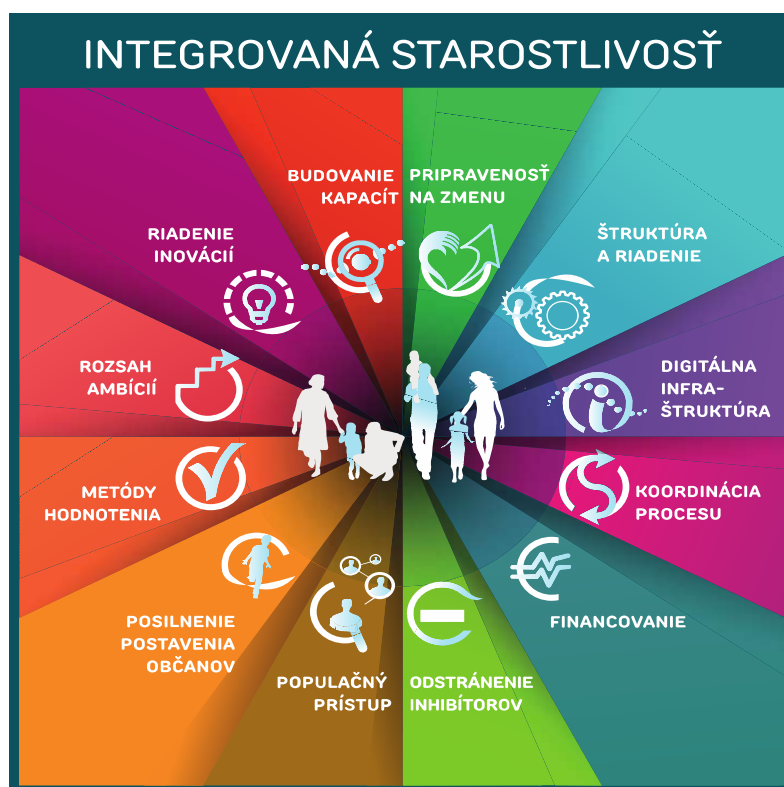 INTEGROVANÁ STAROSTLIVOSŤ
BUDOVANIE
KAPACÍT
PRIPRAVENOSŤ
NA ZMENU
ŠTRUKTÚRA
A RIADENIE
DIGITÁLNA
INFRA-
ŠTRUKTÚRA
KOORDINÁCIA
PROCESU
FINANCOVANIE
ODSTRÁNENIE
INHIBÍTOROV
POPULAČNÝ
PRÍSTUP
POSILNENIE
POSTAVENIA
OBČANOV
METÓDY
HODNOTENIA
ROZSAH
AMBÍCIÍ
RIADENIE
INOVÁCIÍ